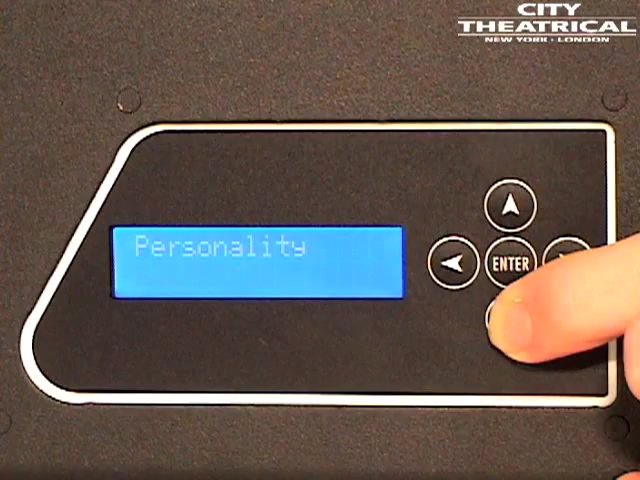 CITY
THEATRICAL
NEW YORK • LONDON
Personality
ENTER